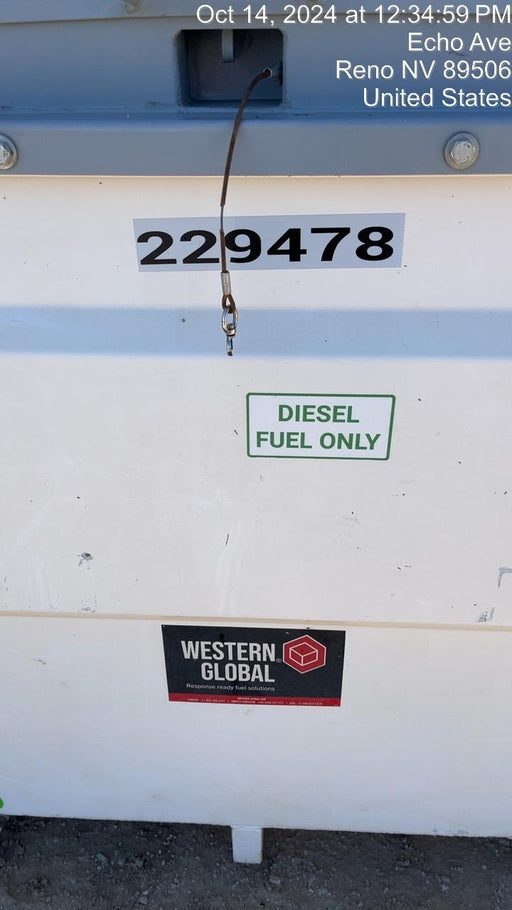 Oct 14, 2024 at 12:34:59 PM
Echo Ave
Reno NV 89506
United States
229478
DIESEL
FUEL ONLY
WESTERN
GLOBAL
®
Response ready fuel solutions